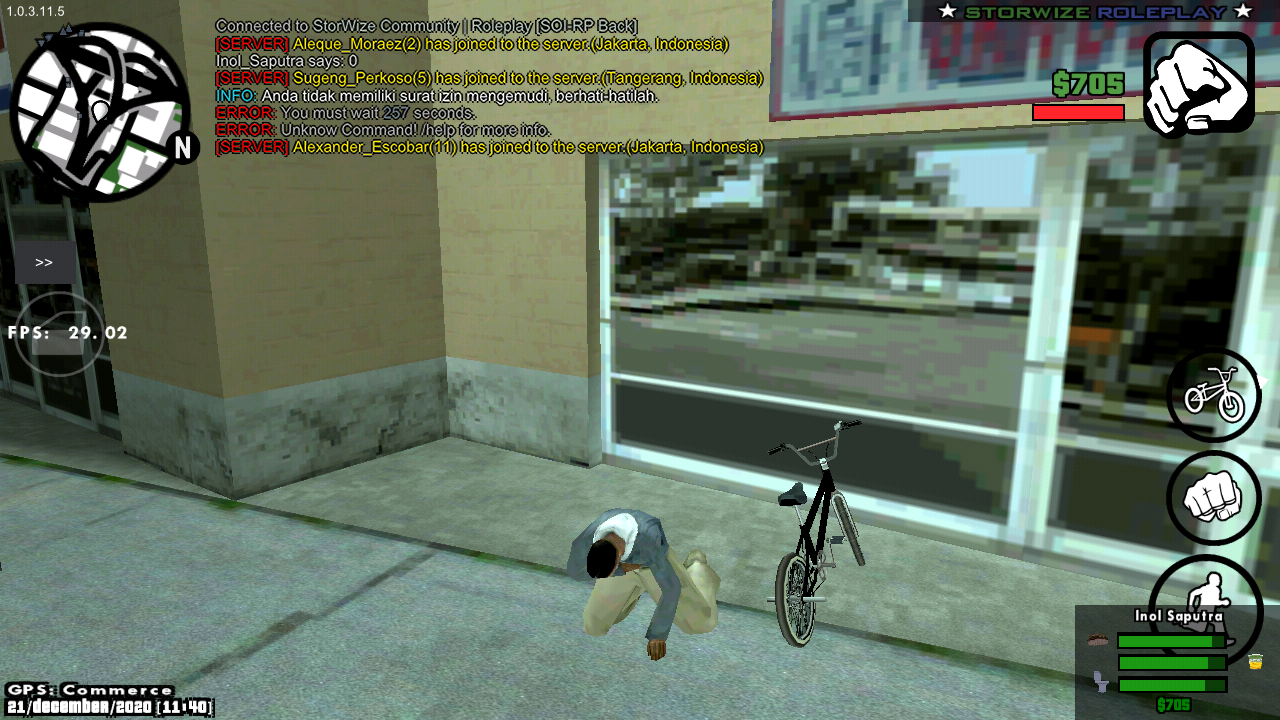 1.0.3.11.5
Connected to StorWize Community | Roleplay [SOI-RP Back]
[SERVER] Aleque_Moraez(2) has joined to the server.(Jakarta, Indonesia)
Inol_Saputra says: 0
[SERVER] Sugeng_Perkoso(5) has joined to the server.(Tangerang, Indonesia)
INFO: Anda tidak memiliki surat izin mengemudi, berhati-hatilah.
ERROR: You must wait 257 seconds.
ERROR: Unknow Command! /help for more info.
[SERVER] Alexander_Escobar(11) has joined to the server.(Jakarta, Indonesia)
STORWIZE ROLEPLAY
$705
N
>>
FPS: 29.02
Inol Saputra
$705
GPS: Commerce
21/december/2020 [11:40]